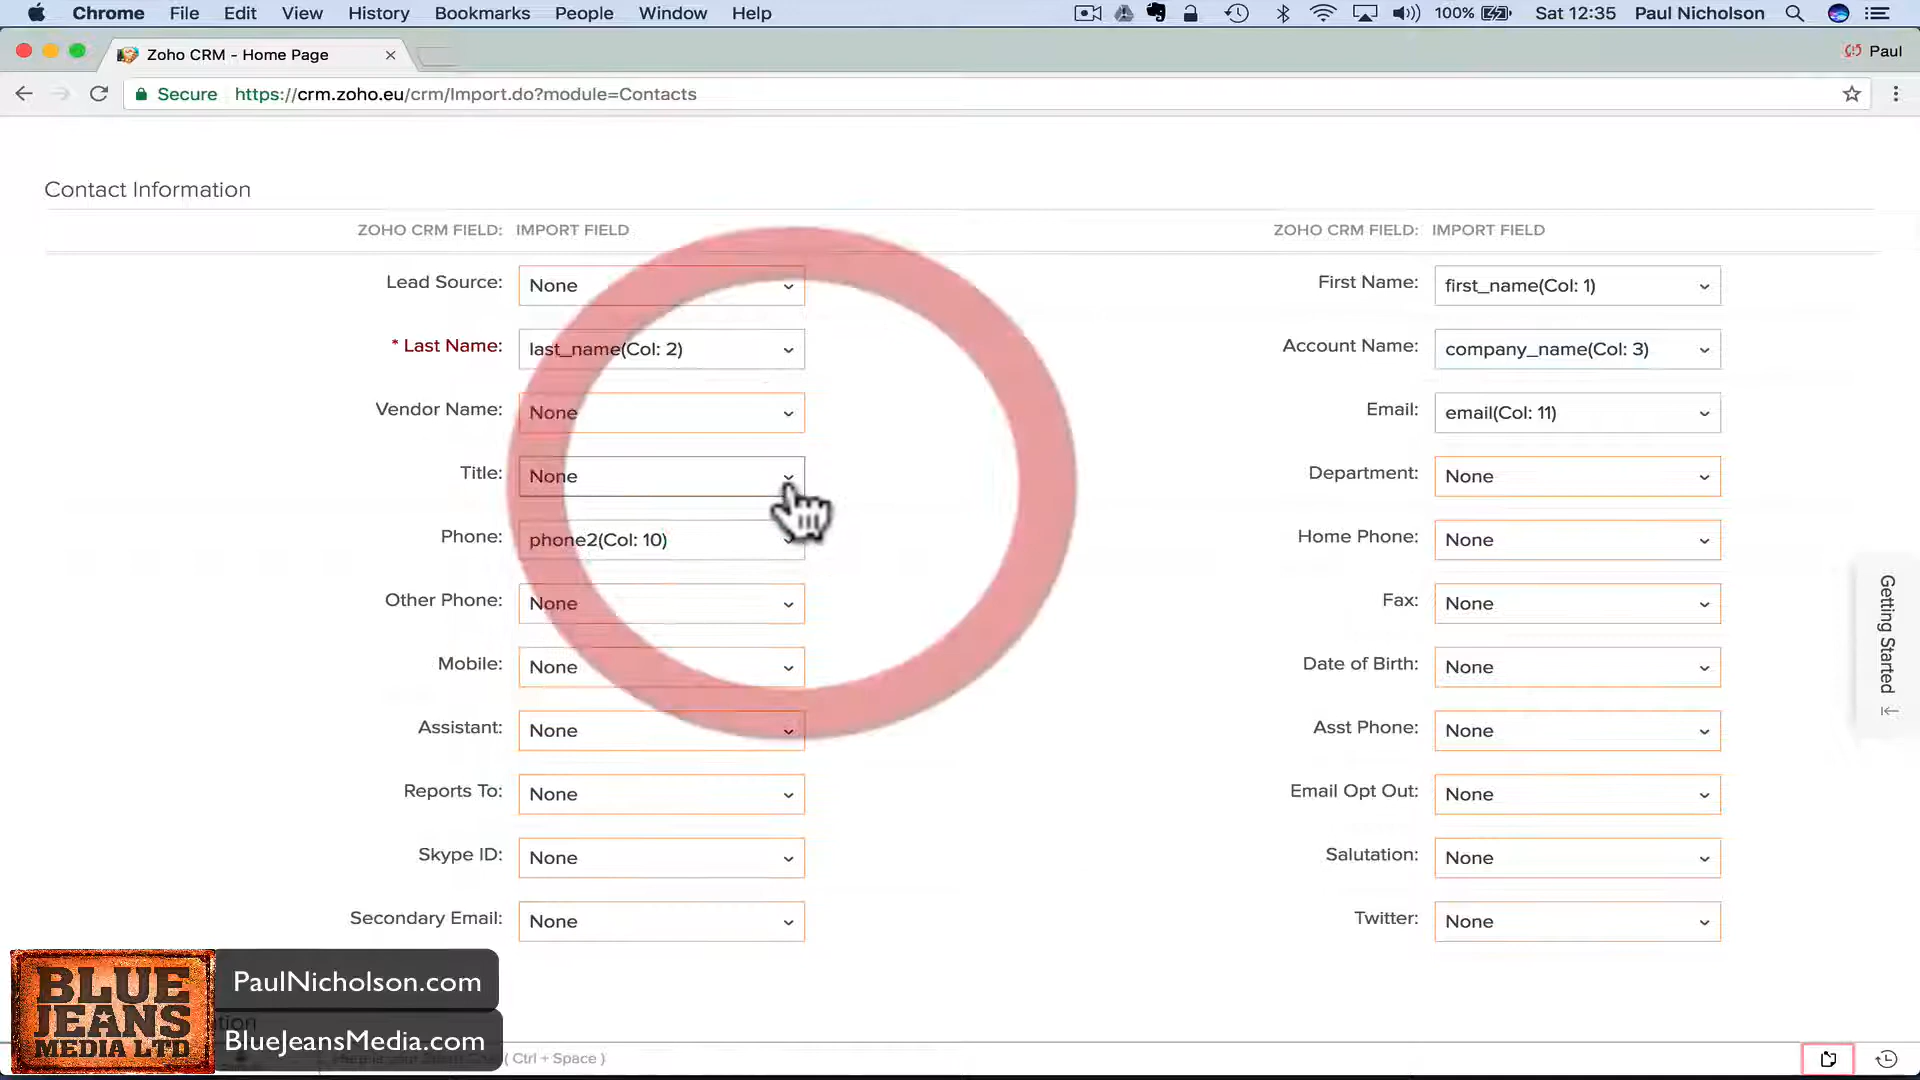 Chrome File Edit View History Bookmarks People Window Help 100% Sat 12:35 Paul Nicholson
Zoho CRM - Home Page
Paul
Secure https://crm.zoho.eu/crm/Import.do?module=Contacts
Contact Information
ZOHO CRM FIELD: IMPORT FIELD ZOHO CRM FIELD: IMPORT FIELD
Lead Source: None First Name: first_name(Col: 1)
* Last Name: last_name(Col: 2) Account Name: company_name(Col: 3)
Vendor Name: None Email: email(Col: 11)
Title: None Department: None
Phone: phone2(Col: 10) Home Phone: None
Other Phone: None Fax: None
Mobile: None Date of Birth: None
Assistant: None Asst Phone: None
Reports To: None Email Opt Out: None
Skype ID: None Salutation: None
Secondary Email: None Twitter: None
Getting Started
BLUE
JEANS
MEDIA LTD
PaulNicholson.com
BlueJeansMedia.com
( Ctrl + Space )